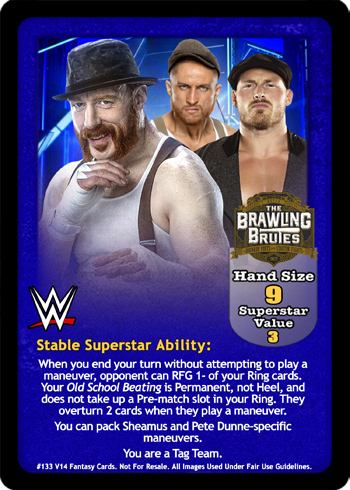 THE
BRAWLING
BRUTES
Hand Size
9
Superstar
Value
3
W
Stable Superstar Ability:
When you end your turn without attempting to play a
maneuver, opponent can RFG 1- of your Ring cards.
Your Old School Beating is Permanent, not Heel, and
does not take up a Pre-match slot in your Ring. They
overturn 2 cards when they play a maneuver.
You can pack Sheamus and Pete Dunne-specific
maneuvers.
You are a Tag Team.
#133 V14 Fantasy Cards. Not For Resale. All Images Used Under Fair Use Guidelines.